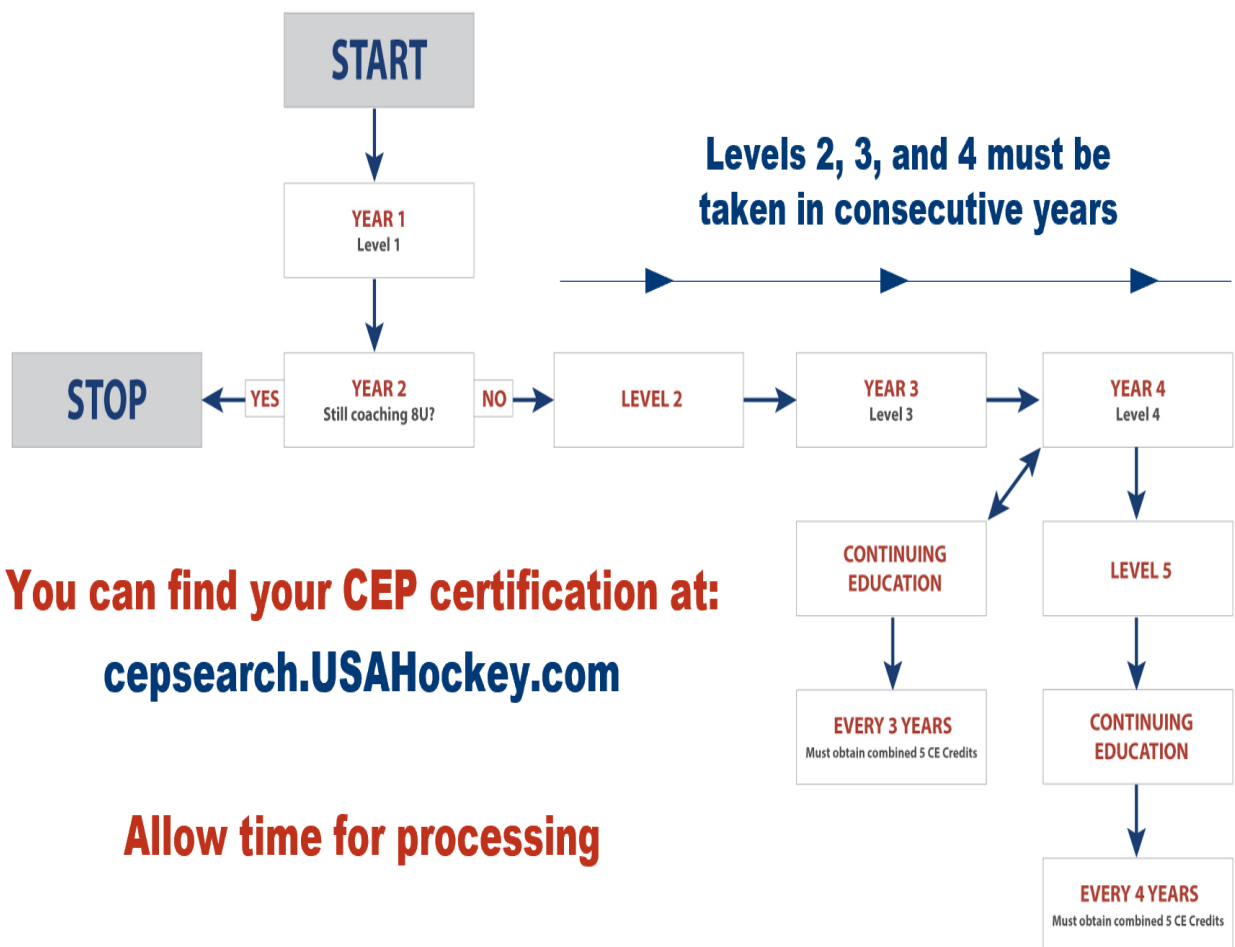 START
Levels 2, 3, and 4 must be
taken in consecutive years
YEAR 1
Level 1
STOP
YES
YEAR 2
Still coaching 8U?
NO
LEVEL 2
YEAR 3
Level 3
YEAR 4
Level 4
CONTINUING
EDUCATION
LEVEL 5
You can find your CEP certification at:
cepsearch.USAHockey.com
EVERY 3 YEARS
Must obtain combined 5 CE Credits
CONTINUING
EDUCATION
Allow time for processing
EVERY 4 YEARS
Must obtain combined 5 CE Credits